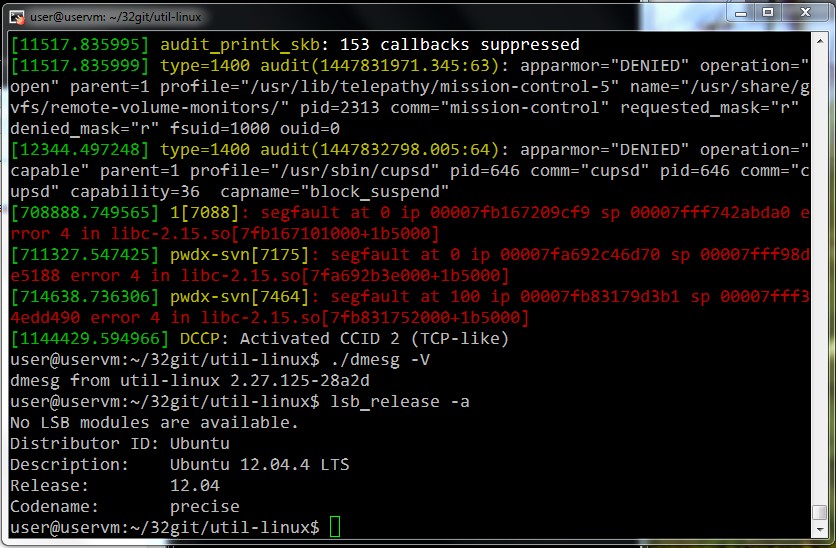 user@uservm: ~/32git/util-linux
[11517.835995] audit_printk_skb: 153 callbacks suppressed
[11517.835999] type=1400 audit(1447831971.345:63): apparmor="DENIED" operation="
open" parent=1 profile="/usr/lib/telepathy/mission-control-5" name="/usr/share/g
vfs/remote-volume-monitors/" pid=2313 comm="mission-control" requested_mask="r"
denied_mask="r" fsuid=1000 ouid=0
[12344.497248] type=1400 audit(1447832798.005:64): apparmor="DENIED" operation="
capable" parent=1 profile="/usr/sbin/cupsd" pid=646 comm="cupsd" pid=646 comm="c
upsd" capability=36  capname="block_suspend"
[708888.749565] 1[7088]: segfault at 0 ip 00007fb167209cf9 sp 00007fff742abda0 e
rror 4 in libc-2.15.so[7fb167101000+1b5000]
[711327.547425] pwdx-svn[7175]: segfault at 0 ip 00007fa692c46d70 sp 00007fff98d
e5188 error 4 in libc-2.15.so[7fa692b3e000+1b5000]
[714638.736306] pwdx-svn[7464]: segfault at 100 ip 00007fb83179d3b1 sp 00007fff3
4edd490 error 4 in libc-2.15.so[7fb831752000+1b5000]
[1144429.594966] DCCP: Activated CCID 2 (TCP-like)
user@uservm:~/32git/util-linux$ ./dmesg -V
dmesg from util-linux 2.27.125-28a2d
user@uservm:~/32git/util-linux$ lsb_release -a
No LSB modules are available.
Distributor ID: Ubuntu
Description:    Ubuntu 12.04.4 LTS
Release:        12.04
Codename:       precise
user@uservm:~/32git/util-linux$